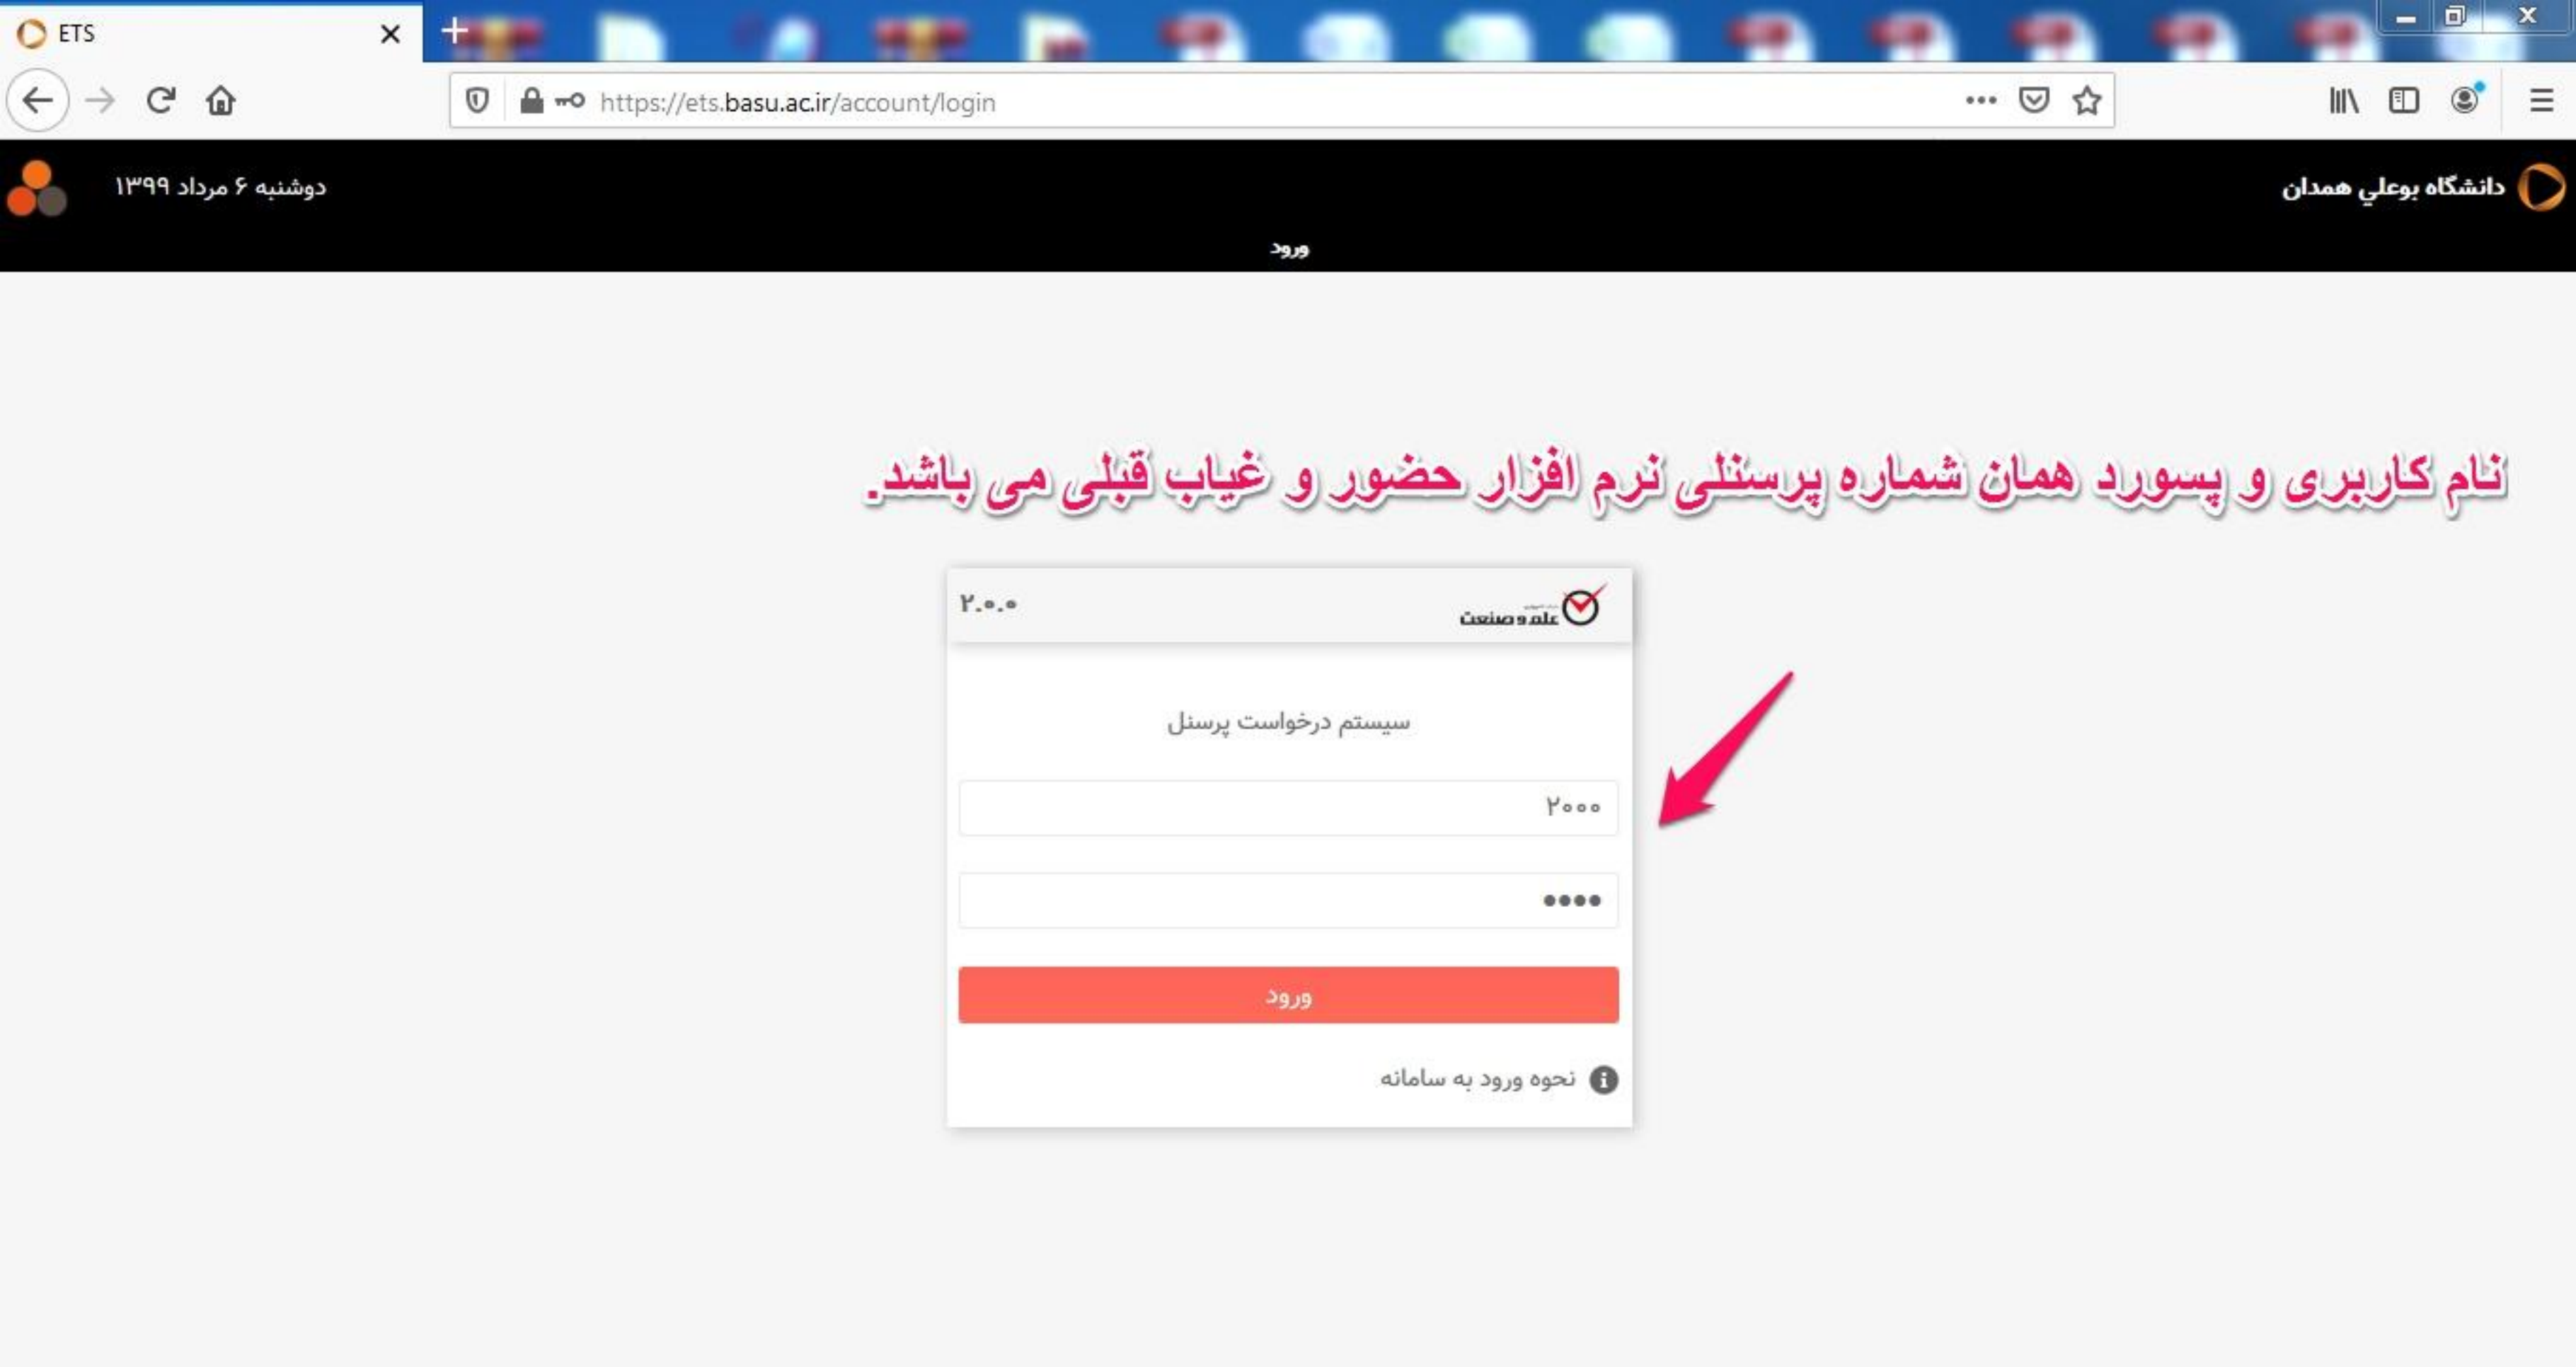 ETS
https://ets.basu.ac.ir/account/login
دانشگاه بوعلي همدان
دوشنبه ۶ مرداد ۱۳۹۹
ورود
نام کاربری و پسورد همان شماره پرسنلی نرم افزار حضور و غیاب قبلی می باشد.
علم و صنعت
۲.۰.۰
سیستم درخواست پرسنل
۲۰۰۰
••••
ورود
نحوه ورود به سامانه